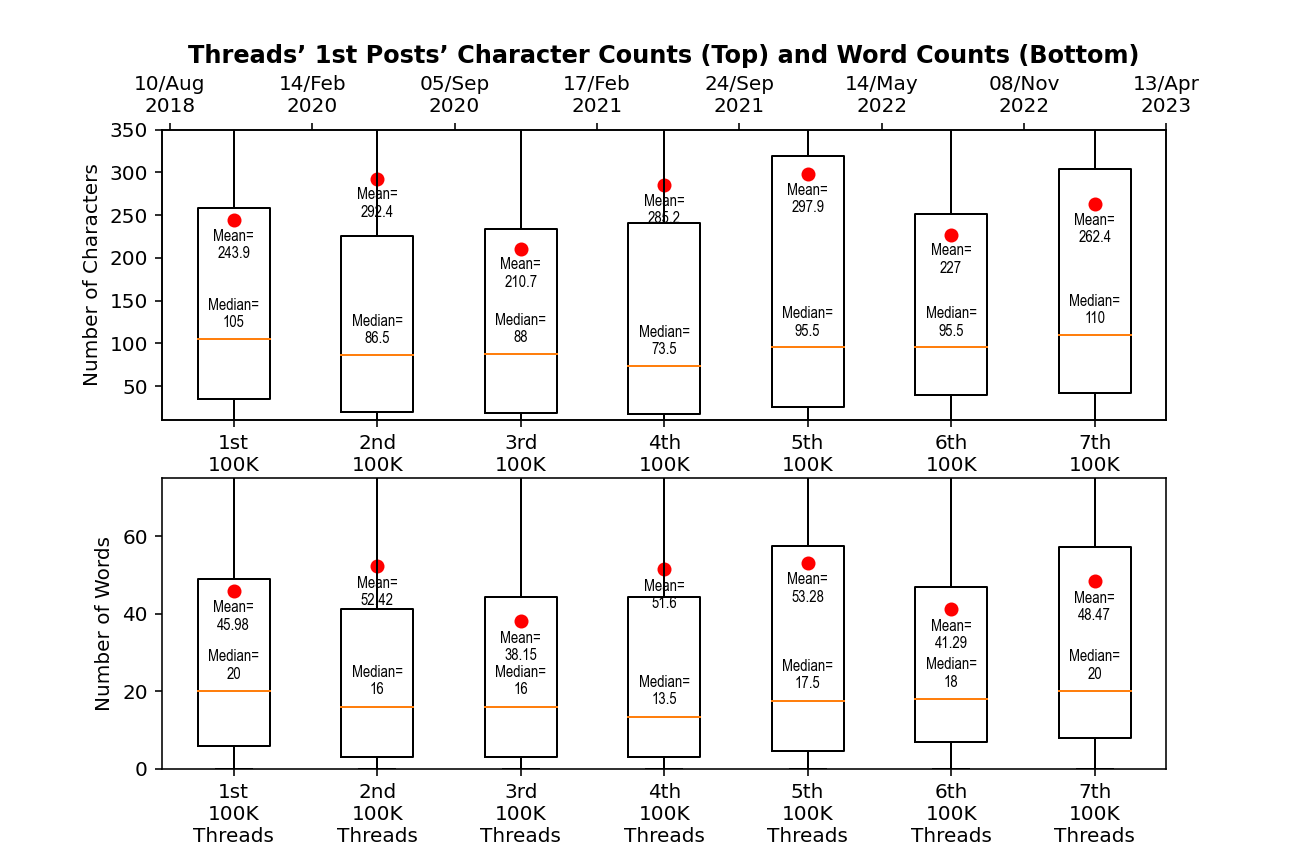 Threads’ 1st Posts’ Character Counts (Top) and Word Counts (Bottom)
10/Aug 14/Feb 05/Sep 17/Feb 24/Sep 14/May 08/Nov 13/Apr
2018 2020 2020 2021 2021 2022 2022 2023
Number of Characters
350
300
250
200
150
100
50
Mean=
243.9
Median=
105
Mean=
292.4
Median=
86.5
Mean=
210.7
Median=
88
Mean=
285.2
Median=
73.5
Mean=
297.9
Median=
95.5
Mean=
227
Median=
95.5
Mean=
262.4
Median=
110
1st 2nd 3rd 4th 5th 6th 7th
100K 100K 100K 100K 100K 100K 100K
Number of Words
60
40
20
0
Mean=
45.98
Median=
20
Mean=
52.42
Median=
16
Mean=
38.15
Median=
16
Mean=
51.6
Median=
13.5
Mean=
53.28
Median=
17.5
Mean=
41.29
Median=
18
Mean=
48.47
Median=
20
1st 2nd 3rd 4th 5th 6th 7th
100K 100K 100K 100K 100K 100K 100K
Threads Threads Threads Threads Threads Threads Threads